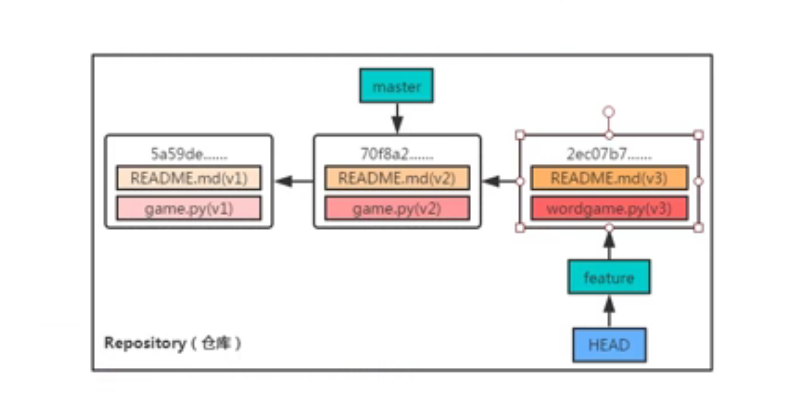 master
5a59de......
README.md(v1)
game.py(v1)
70f8a2......
README.md(v2)
game.py(v2)
2ec07b7......
README.md(v3)
wordgame.py(v3)
feature
HEAD
Repository ( 仓库 )